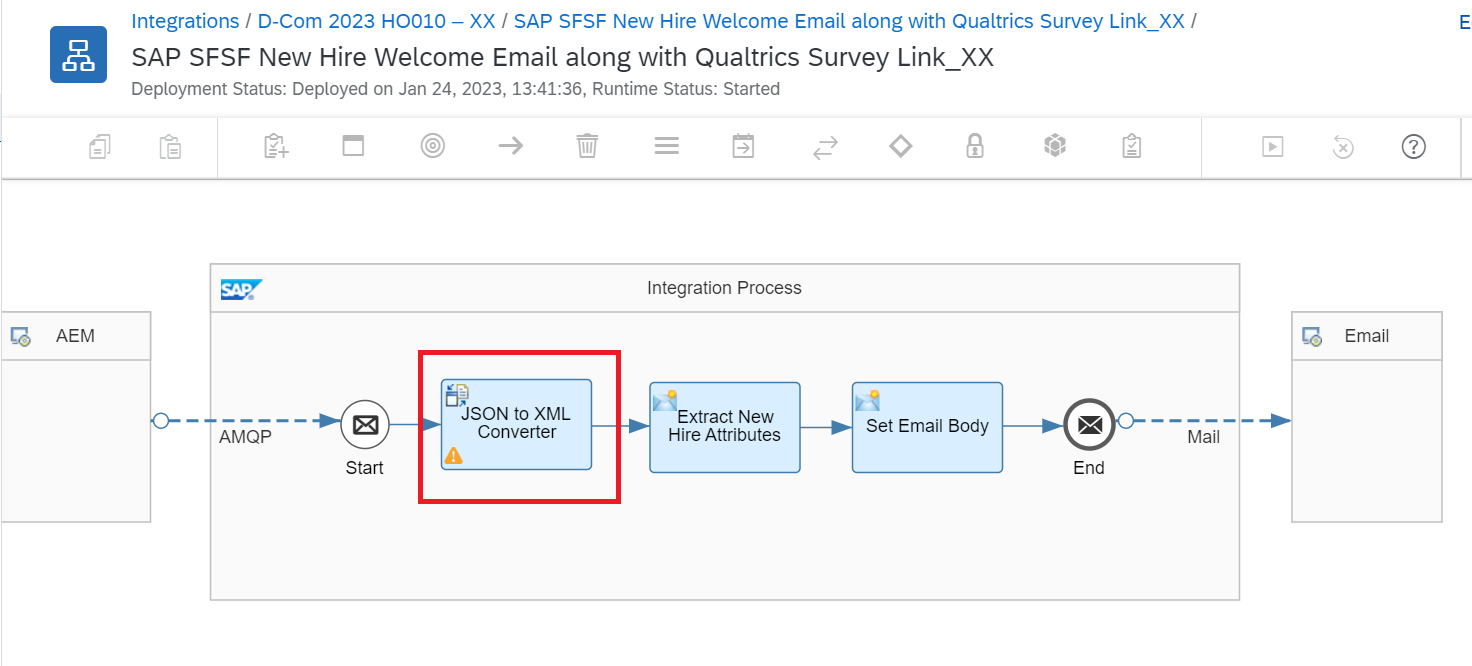 Integrations / D-Com 2023 HO010 – XX / SAP SFSF New Hire Welcome Email along with Qualtrics Survey Link_XX /
E
SAP SFSF New Hire Welcome Email along with Qualtrics Survey Link_XX
Deployment Status: Deployed on Jan 24, 2023, 13:41:36, Runtime Status: Started
?
SAP
Integration Process
AEM
AMQP
Start
JSON to XML
Converter
Extract New
Hire Attributes
Set Email Body
End
Mail
Email